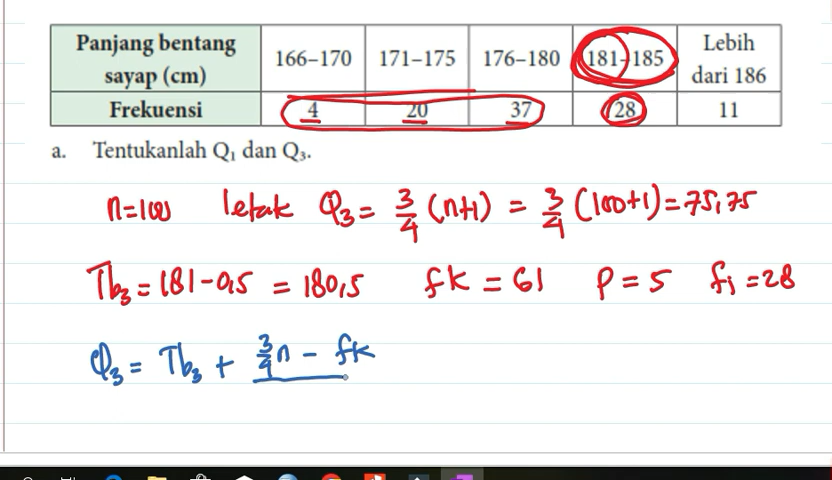 Panjang bentang sayap (cm) 166–170 171–175 176–180 181–185 Lebih dari 186
Frekuensi 4 20 37 28 11
a. Tentukanlah Q₁ dan Q₃.
n=100 letak Q₃ = 3/4 (n+1) = 3/4 (100+1) = 75,75
Tb₃ = 181 - 0,5 = 180,5 fk = 61 p = 5 fi = 28
Q₃ = Tb₃ + 3/4 n - fk